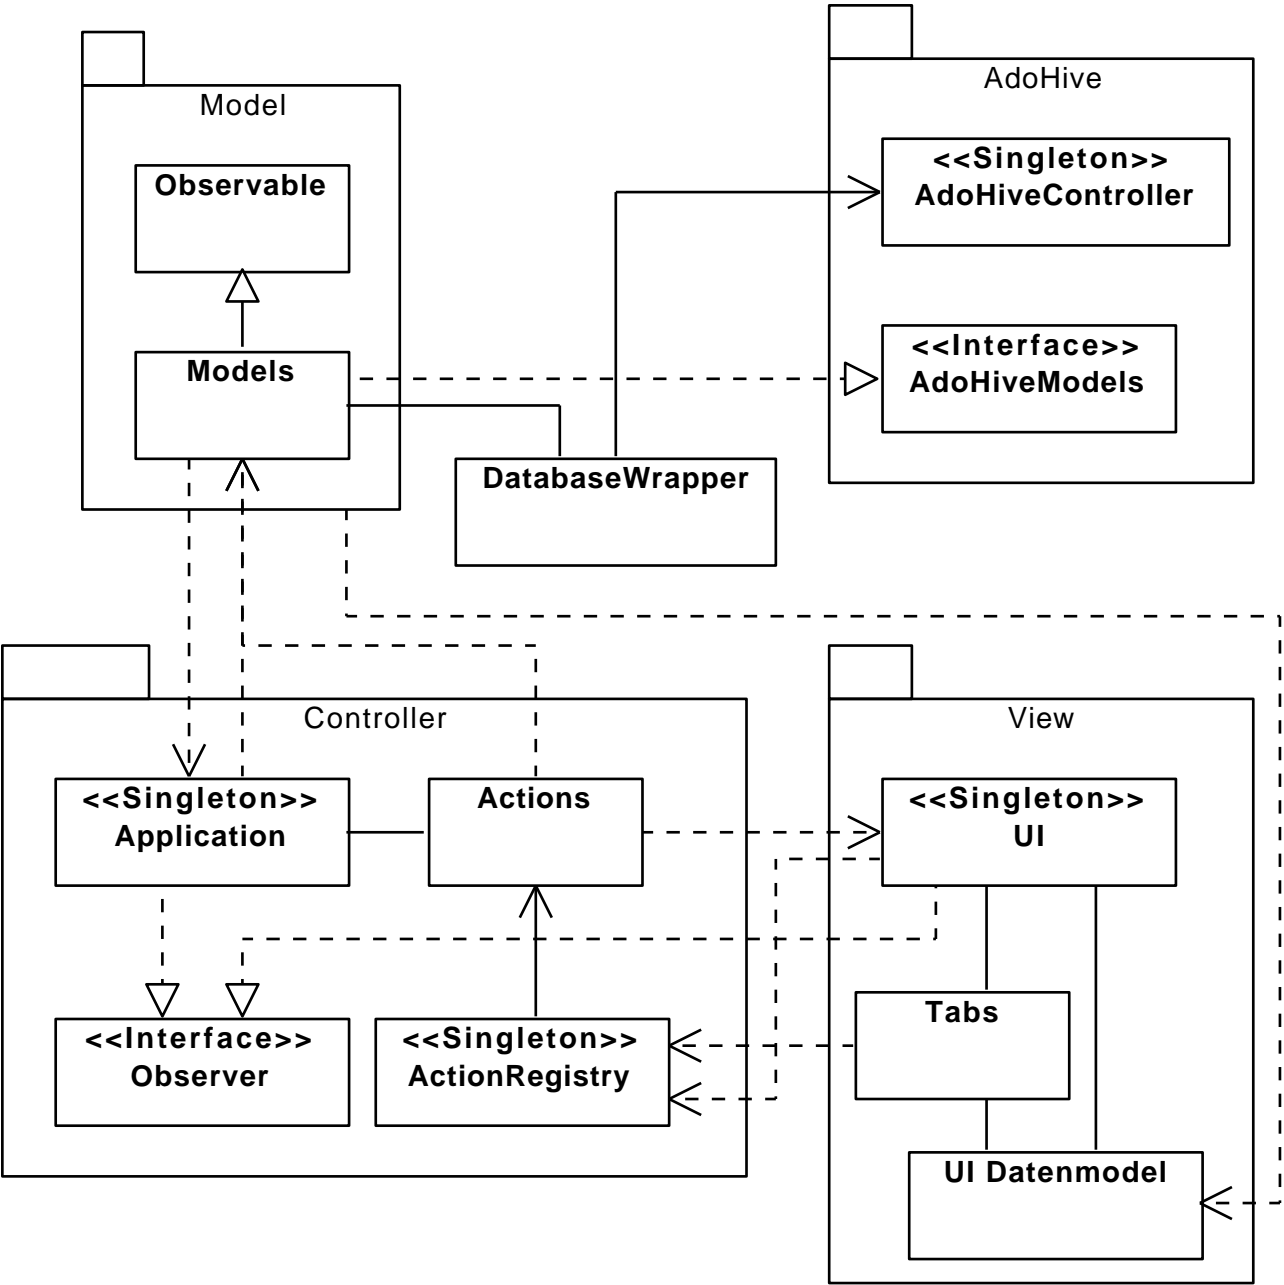 Model
Observable
Models
AdoHive
<<Singleton>>
AdoHiveController
<<Interface>>
AdoHiveModels
DatabaseWrapper
Controller
<<Singleton>>
Application
Actions
<<Interface>>
Observer
<<Singleton>>
ActionRegistry
View
<<Singleton>>
UI
Tabs
UI Datenmodel